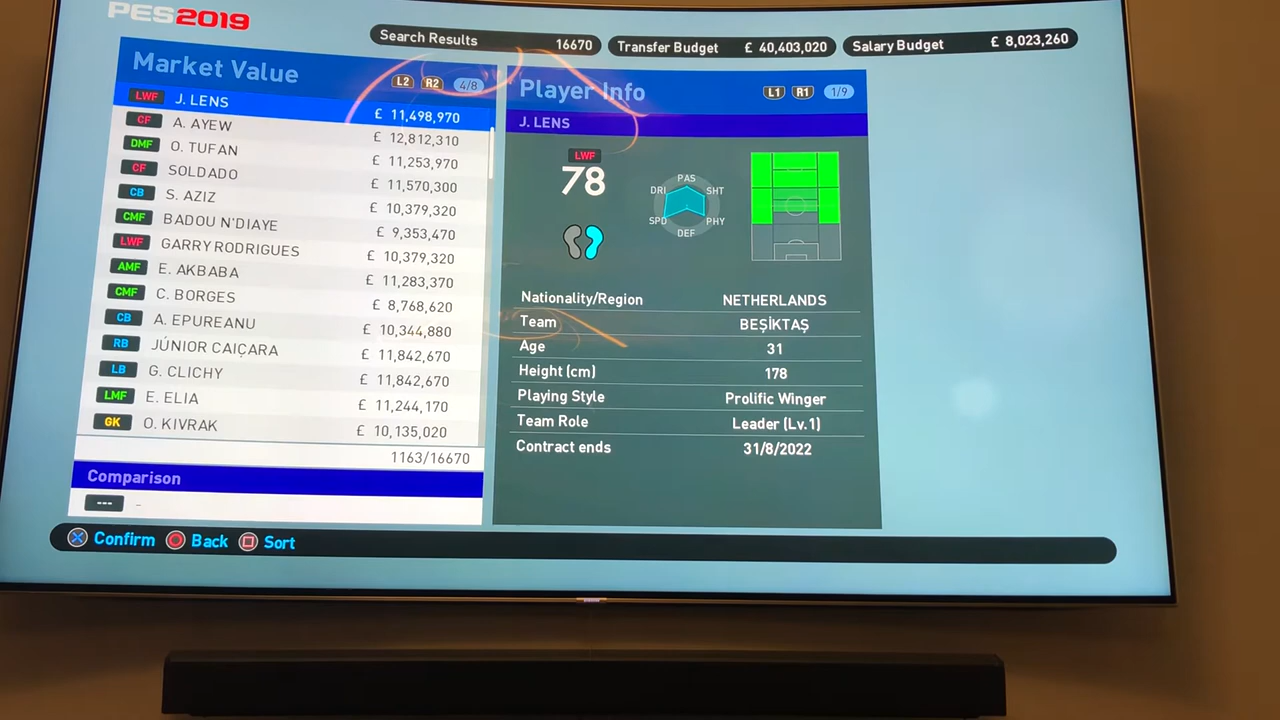 PES2019
Search Results 16670
Transfer Budget £ 40,403,020
Salary Budget £ 8,023,260
Market Value L2 R2 4/8
LWF J. LENS £ 11,498,970
CF A. AYEW £ 12,812,310
DMF O. TUFAN £ 11,253,970
CF SOLDADO £ 11,570,300
CB S. AZIZ £ 10,379,320
CMF BADOU N'DIAYE £ 9,353,470
LWF GARRY RODRIGUES £ 10,379,320
AMF E. AKBABA £ 11,283,370
CMF C. BORGES £ 8,768,620
CB A. EPUREANU £ 10,344,880
RB JÚNIOR CAIÇARA £ 11,842,670
LB G. CLICHY £ 11,842,670
LMF E. ELIA £ 11,244,170
GK O. KIVRAK £ 10,135,020
1163/16670
Comparison
--- -
Player Info L1 R1 1/9
J. LENS
LWF
78
PAS
DRI SHT
SPD PHY
DEF
Nationality/Region NETHERLANDS
Team BEŞİKTAŞ
Age 31
Height (cm) 178
Playing Style Prolific Winger
Team Role Leader (Lv.1)
Contract ends 31/8/2022
Confirm Back Sort